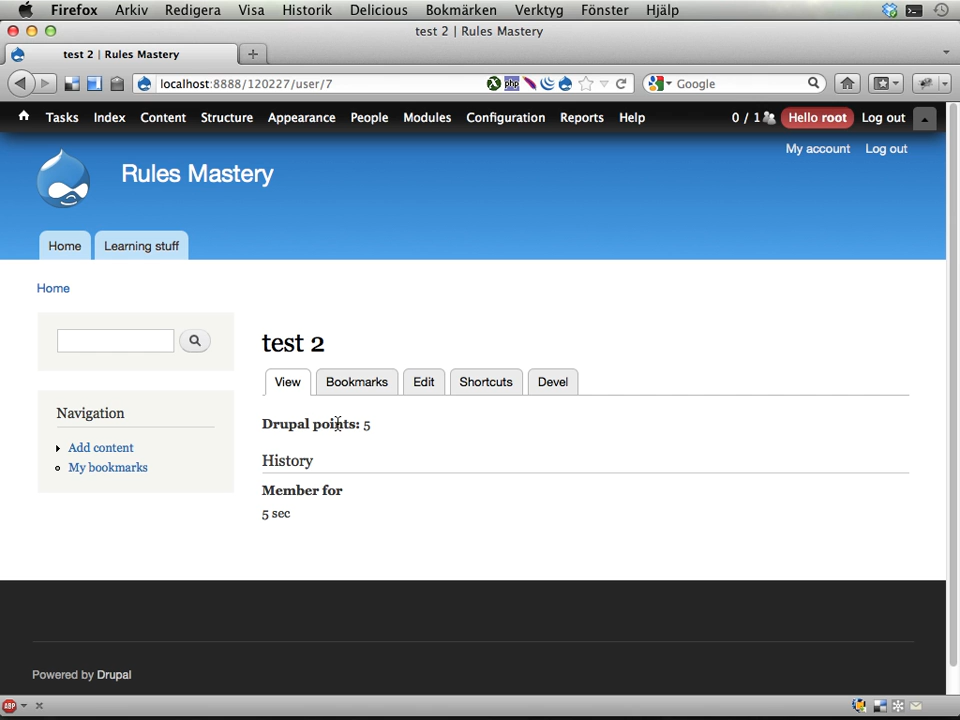 Firefox Arkiv Redigera Visa Historik Delicious Bokmärken Verktyg Fönster Hjälp
test 2 | Rules Mastery
test 2 | Rules Mastery
localhost:8888/120227/user/7 php Google
Tasks Index Content Structure Appearance People Modules Configuration Reports Help 0 / 1 Hello root Log out
My account Log out
Rules Mastery
Home Learning stuff
Home
test 2
View Bookmarks Edit Shortcuts Devel
Navigation
Add content
My bookmarks
Drupal points: 5
History
Member for
5 sec
Powered by Drupal
ABP